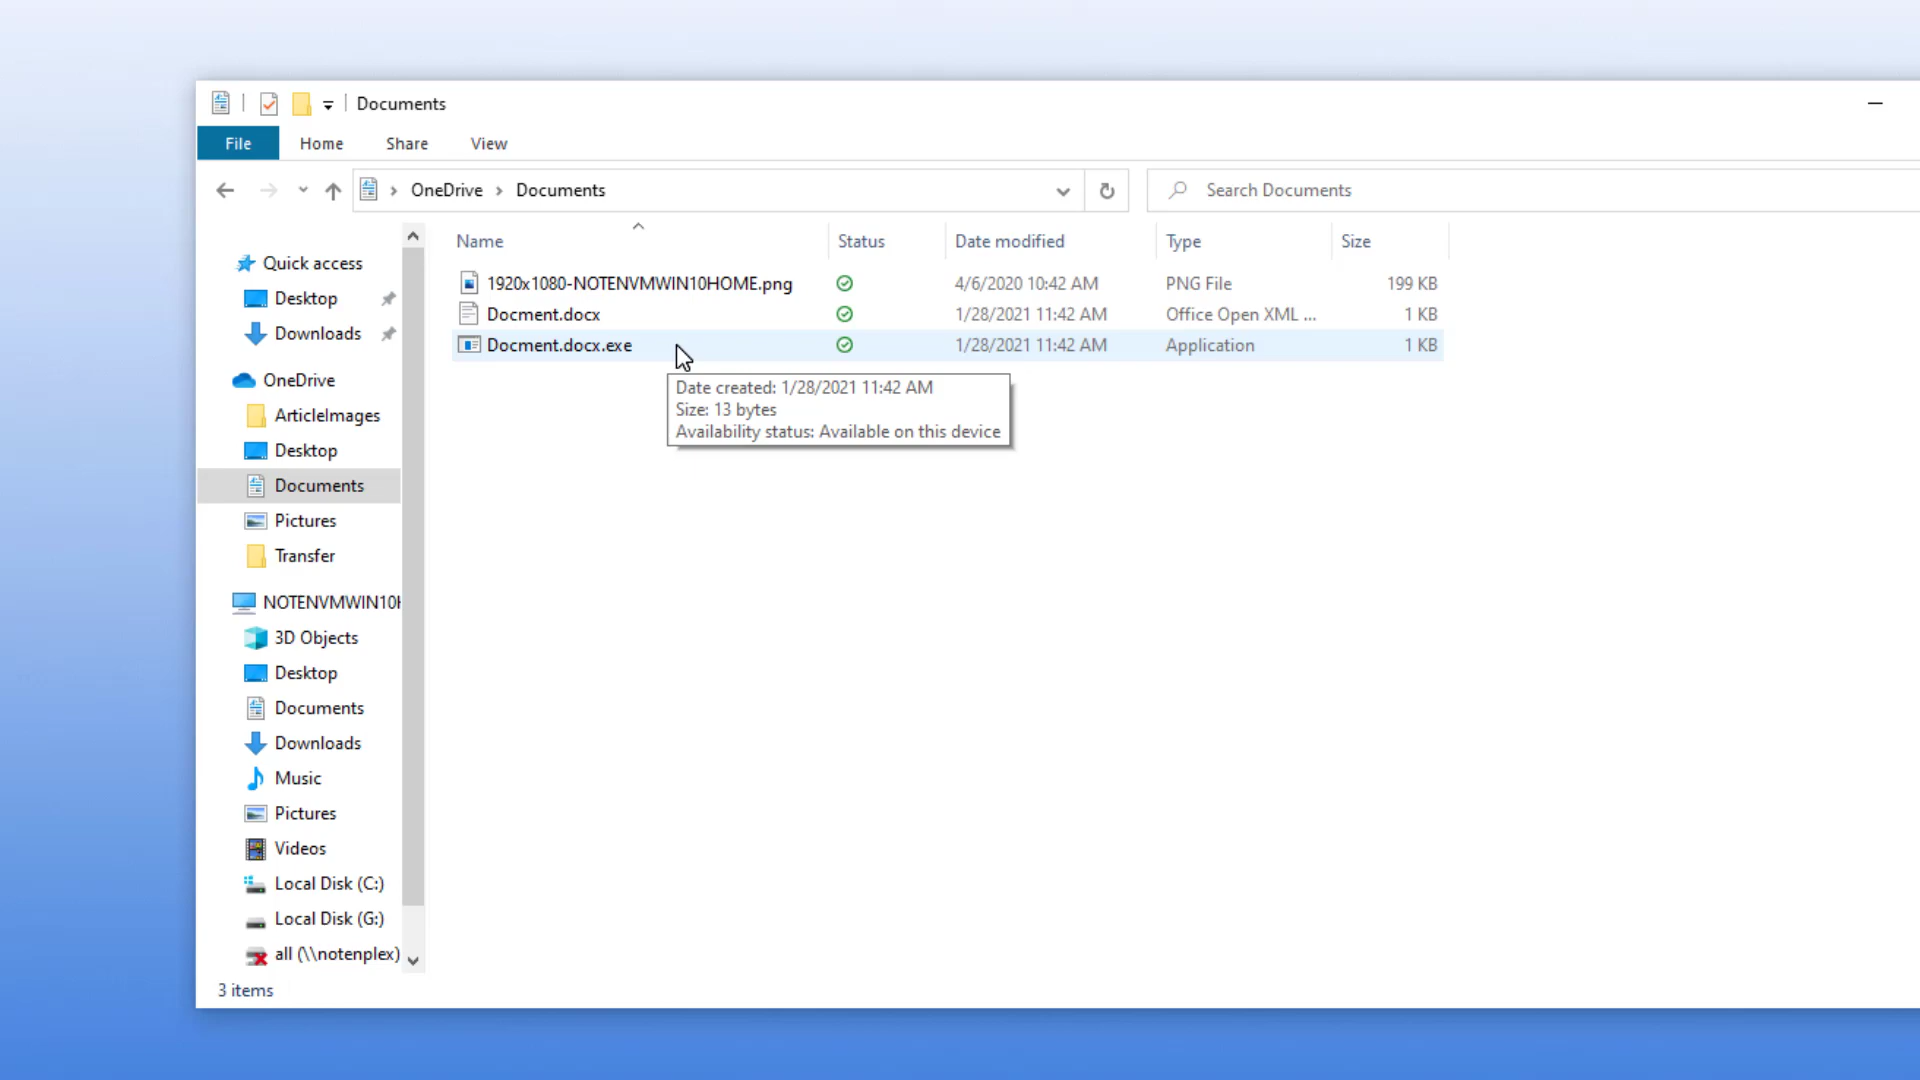 Documents
File Home Share View
OneDrive Documents Search Documents
Name Status Date modified Type Size
1920x1080-NOTENVMWIN10HOME.png 4/6/2020 10:42 AM PNG File 199 KB
Docment.docx 1/28/2021 11:42 AM Office Open XML ... 1 KB
Docment.docx.exe 1/28/2021 11:42 AM Application 1 KB
Date created: 1/28/2021 11:42 AM
Size: 13 bytes
Availability status: Available on this device
Quick access
Desktop
Downloads
OneDrive
ArticleImages
Desktop
Documents
Pictures
Transfer
NOTENVMWIN10H
3D Objects
Desktop
Documents
Downloads
Music
Pictures
Videos
Local Disk (C:)
Local Disk (G:)
all (\\notenplex)
3 items